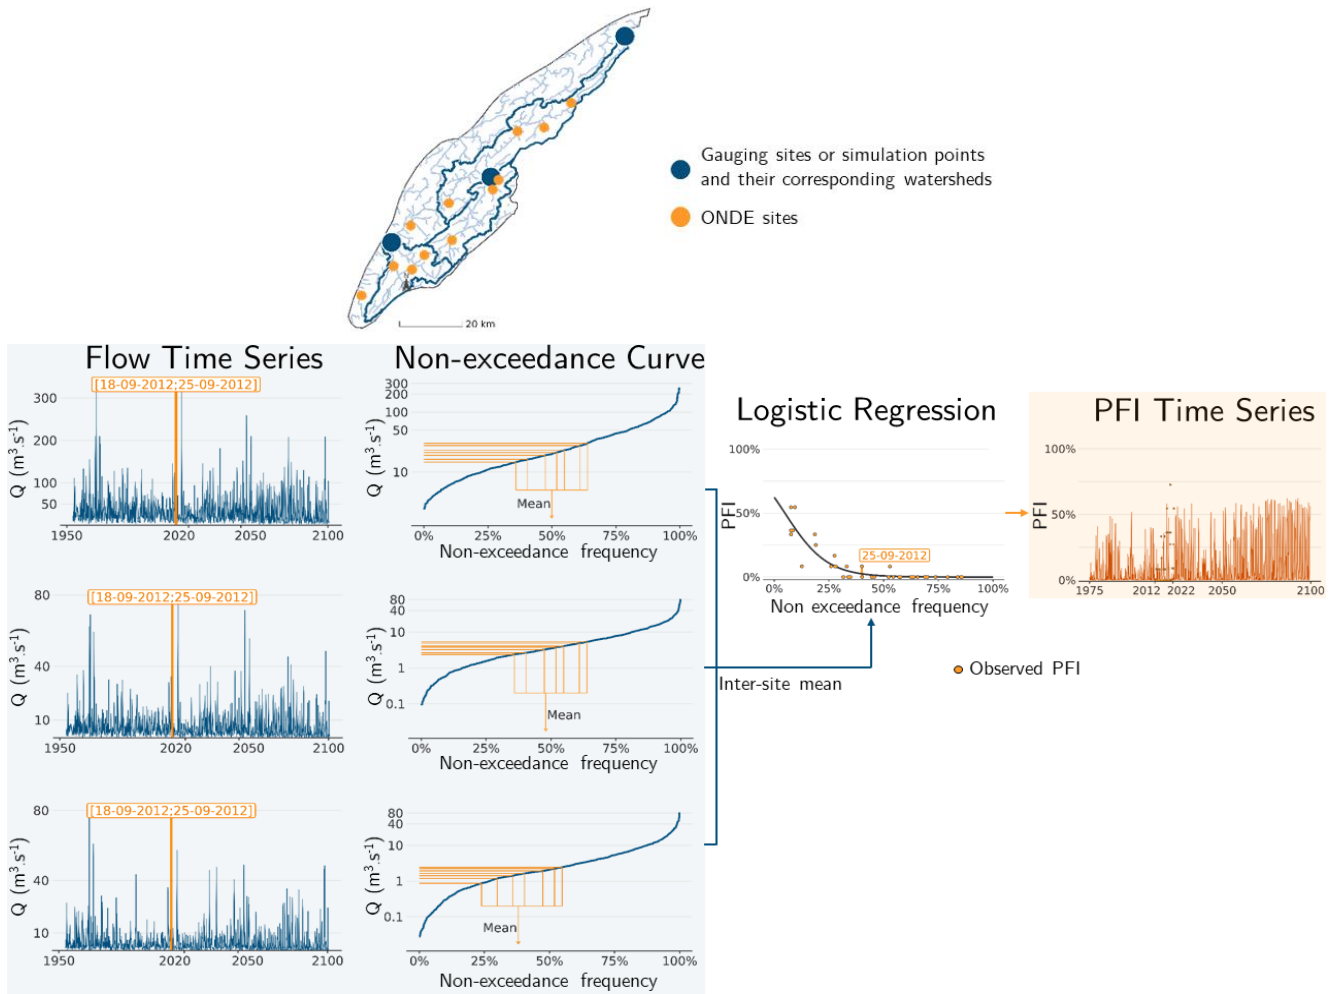 Gauging sites or simulation points
and their corresponding watersheds
ONDE sites
20 km
Flow Time Series
Non-exceedance Curve
[18-09-2012;25-09-2012]
Q (m³.s⁻¹)
300
200
100
50
1950
2020
2050
2100
Q (m³.s⁻¹)
300
200
100
50
10
Mean
0%
25%
50%
75%
100%
Non-exceedance frequency
[18-09-2012;25-09-2012]
Q (m³.s⁻¹)
80
40
10
1950
2020
2050
2100
Q (m³.s⁻¹)
80
40
10
1
0.1
Mean
0%
25%
50%
75%
100%
Non-exceedance frequency
[18-09-2012;25-09-2012]
Q (m³.s⁻¹)
80
40
10
1950
2020
2050
2100
Q (m³.s⁻¹)
80
40
10
1
0.1
Mean
0%
25%
50%
75%
100%
Non-exceedance frequency
Inter-site mean
Logistic Regression
PFI
100%
50%
0%
25-09-2012
0%
25%
50%
75%
100%
Non exceedance frequency
Observed PFI
PFI Time Series
PFI
100%
50%
0%
1975
2012
2022
2050
2100